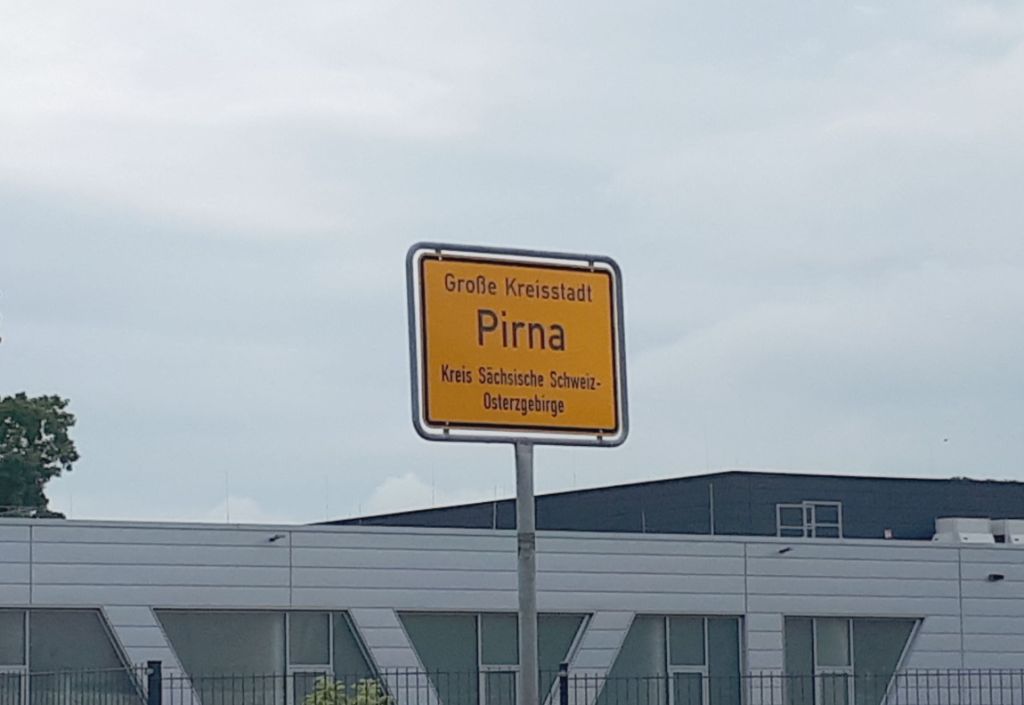 Große Kreisstadt
Pirna
Kreis Sächsische Schweiz-
Osterzgebirge